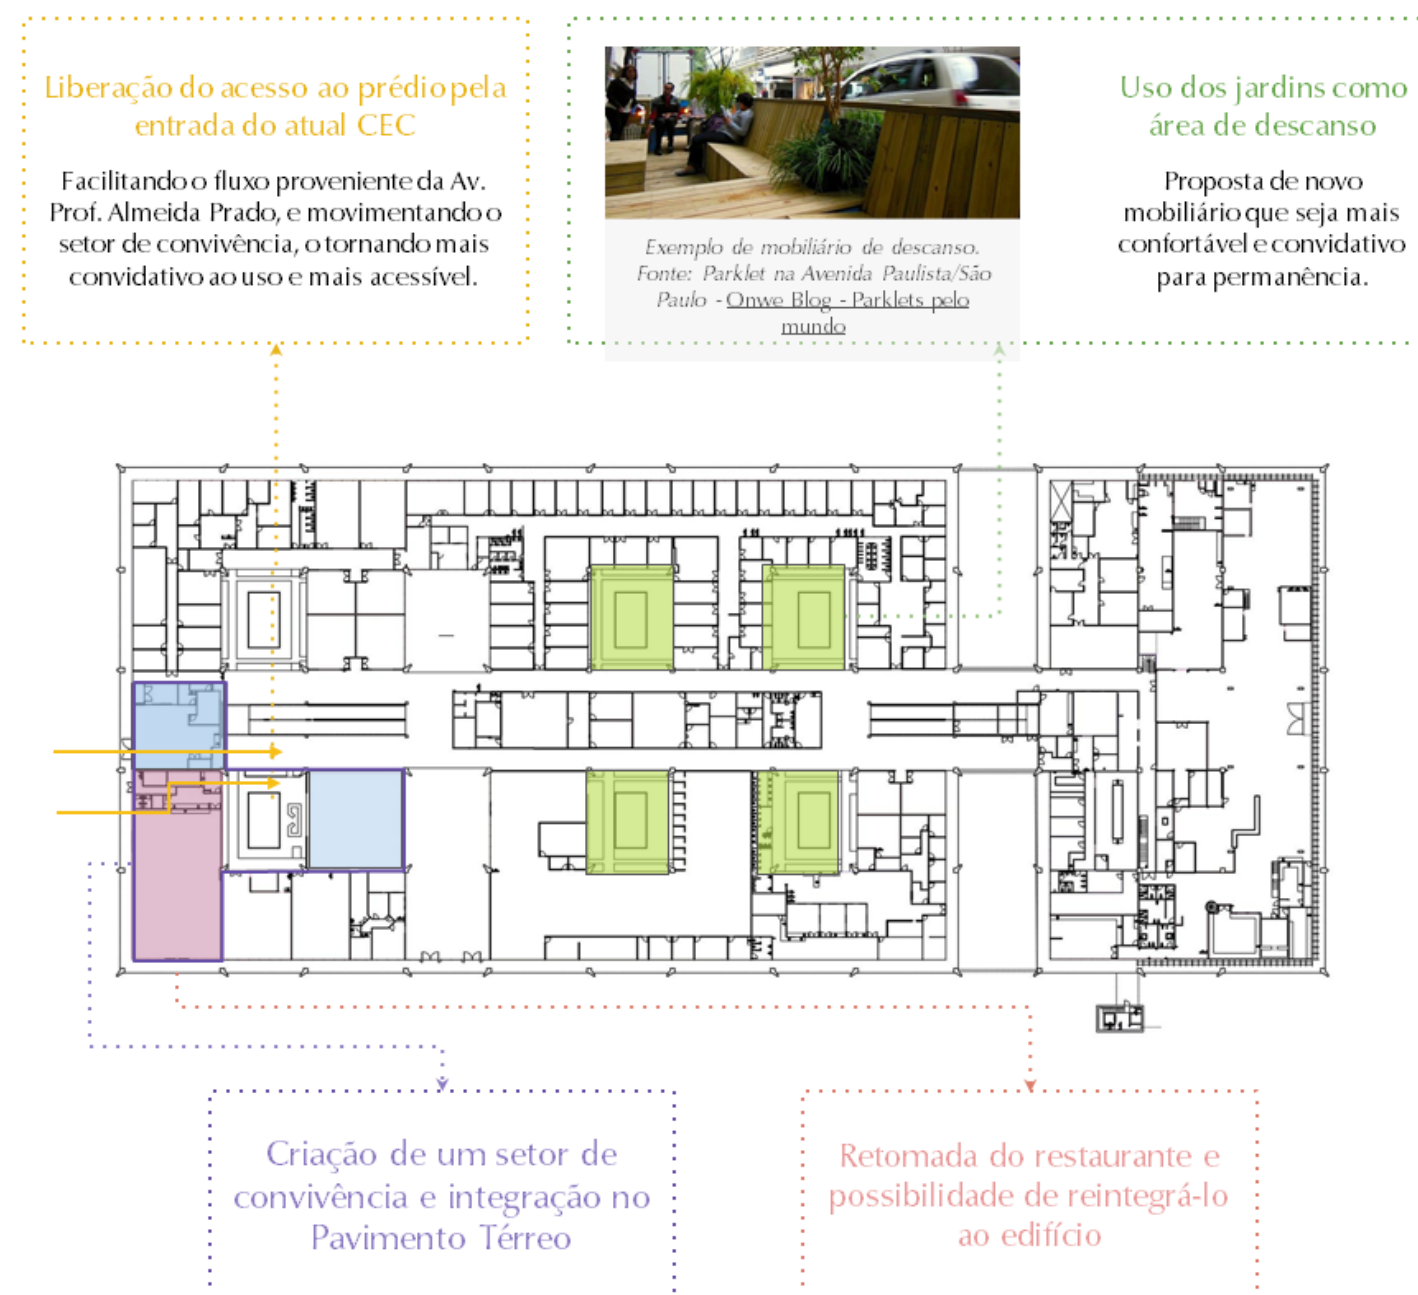 Liberação do acesso ao prédio pela
entrada do atual CEC
Facilitando o fluxo proveniente da Av.
Prof. Almeida Prado, e movimentando o
setor de convivência, o tornando mais
convidativo ao uso e mais acessível.
Exemplo de mobiliário de descanso.
Fonte: Parklet na Avenida Paulista/São
Paulo - Onwe Blog - Parklets pelo
mundo
Uso dos jardins como
área de descanso
Proposta de novo
mobiliário que seja mais
confortável e convidativo
para permanência.
Criação de um setor de
convivência e integração no
Pavimento Térreo
Retomada do restaurante e
possibilidade de reintegrá-lo
ao edifício